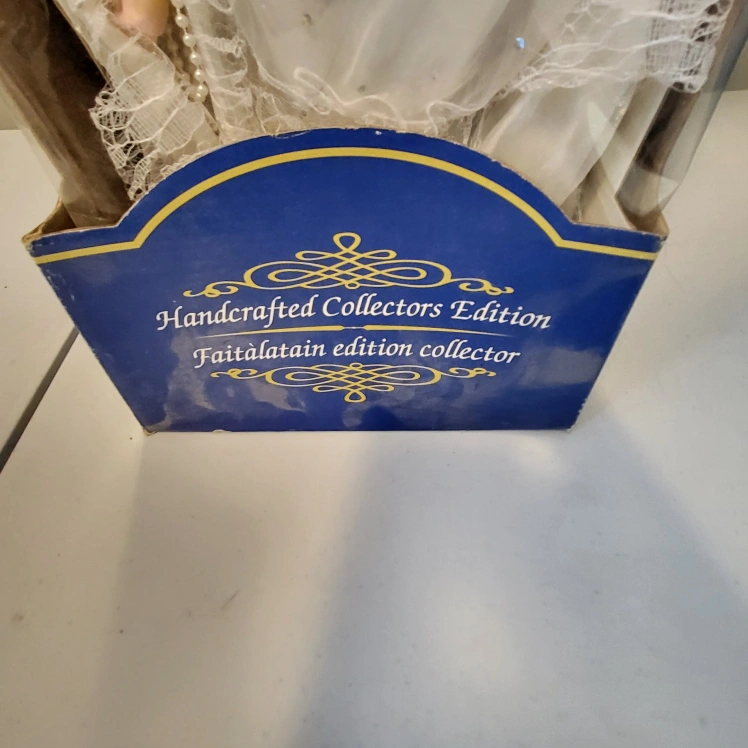 Handcrafted Collectors Edition
Faitàlatain edition collector